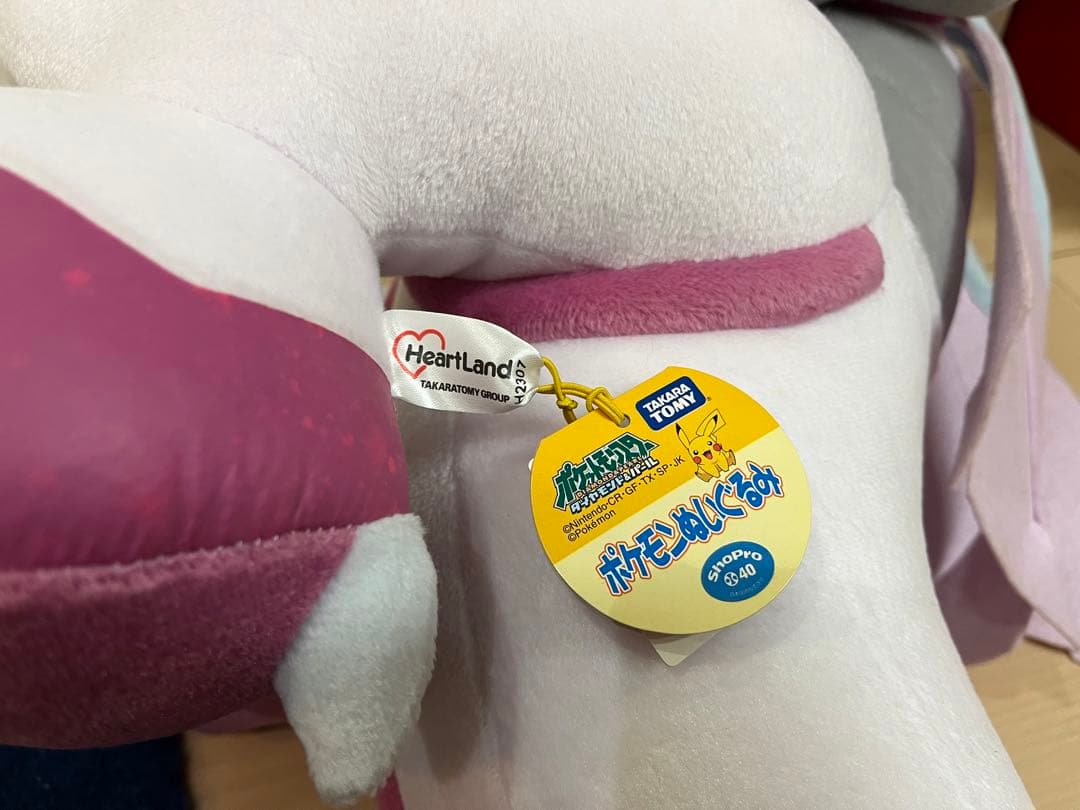 HeartLand
TAKARATOMY GROUP
H2307
TAKARA
TOMY
ポケットモンスター
ダイヤモンド&パール
©Nintendo・CR・GF・TX・SP・JK
©Pokémon
ポケモンぬいぐるみ
ShoPro
40